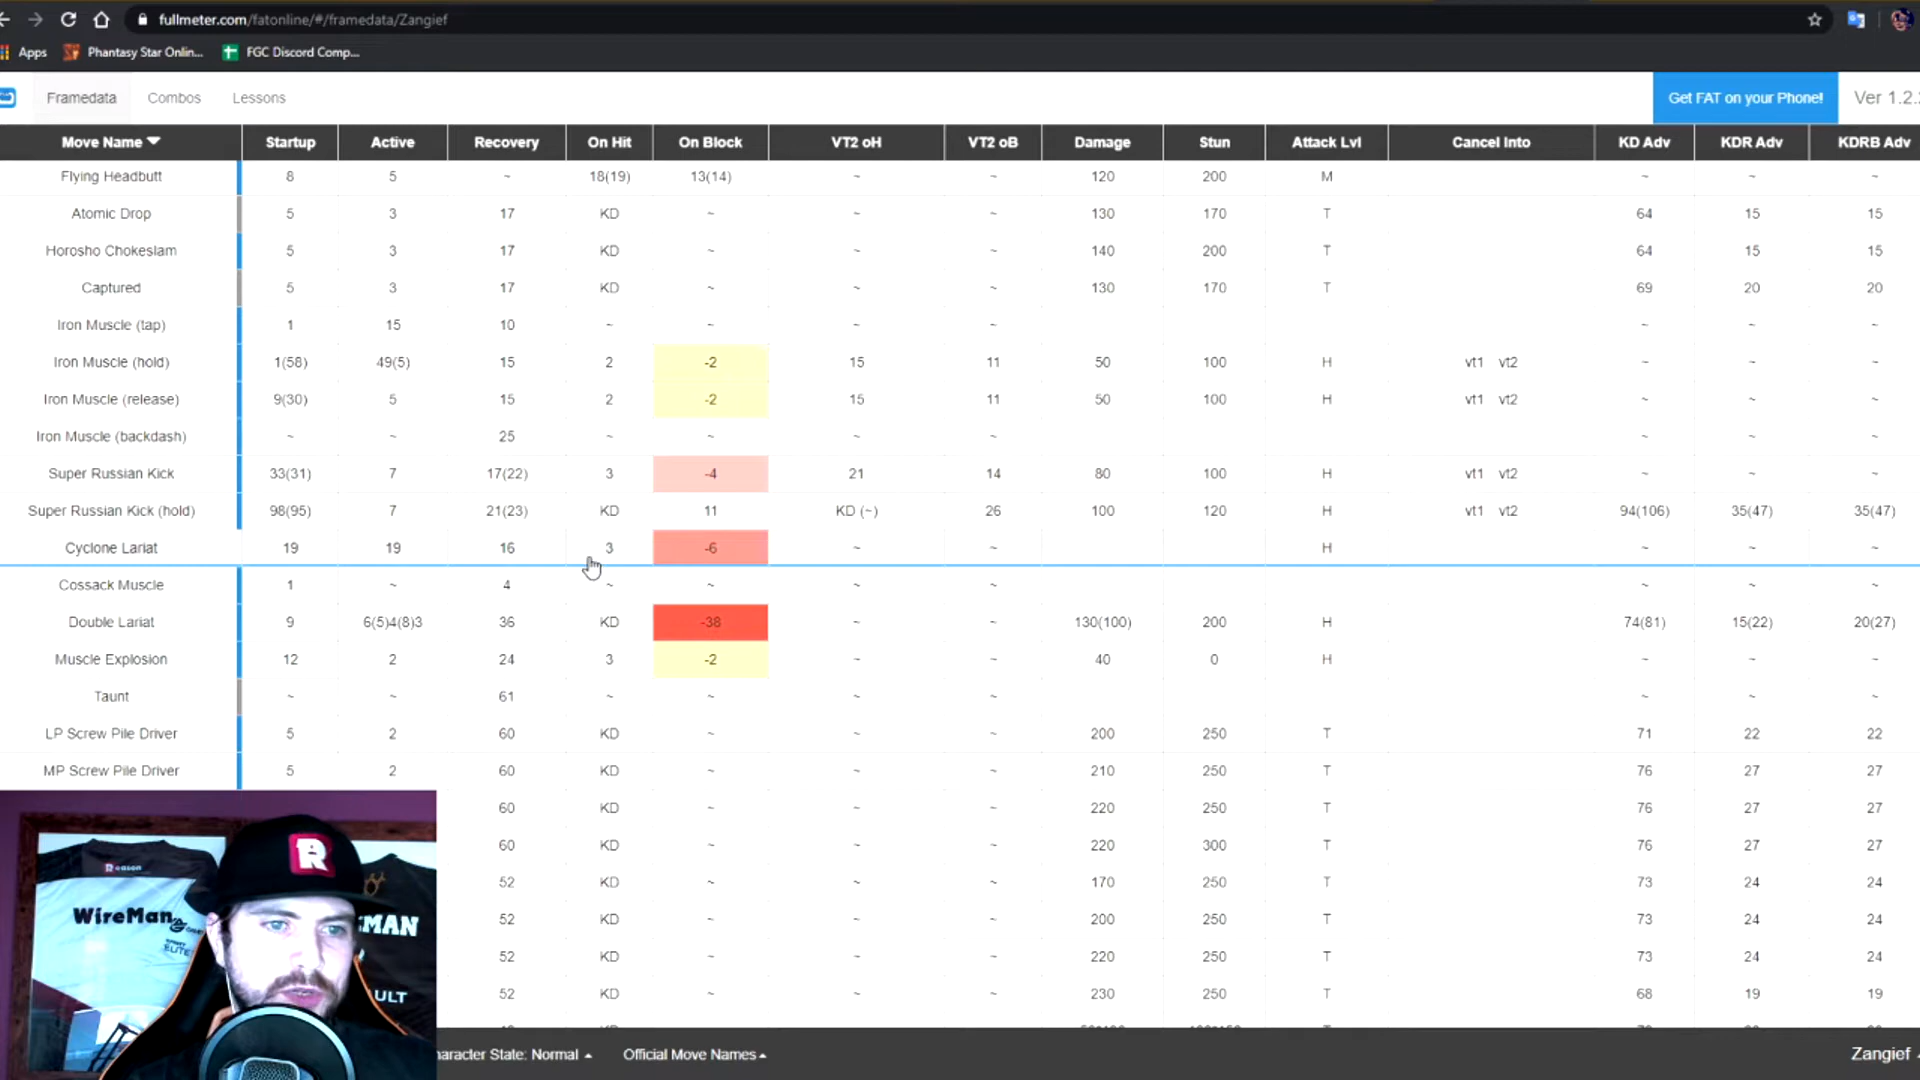 fullmeter.com/fatonline/#/framedata/Zangief
Apps Phantasy Star Onlin... FGC Discord Comp...
Framedata Combos Lessons Get FAT on your Phone! Ver 1.2.
Move Name Startup Active Recovery On Hit On Block VT2 oH VT2 oB Damage Stun Attack Lvl Cancel Into KD Adv KDR Adv KDRB Adv
Flying Headbutt 8 5 ~ 18(19) 13(14) ~ ~ 120 200 M ~ ~ ~
Atomic Drop 5 3 17 KD ~ ~ ~ 130 170 T 64 15 15
Horosho Chokeslam 5 3 17 KD ~ ~ ~ 140 200 T 64 15 15
Captured 5 3 17 KD ~ ~ ~ 130 170 T 69 20 20
Iron Muscle (tap) 1 15 10 ~ ~ ~ ~ ~ ~ ~
Iron Muscle (hold) 1(58) 49(5) 15 2 -2 15 11 50 100 H vt1 vt2 ~ ~ ~
Iron Muscle (release) 9(30) 5 15 2 -2 15 11 50 100 H vt1 vt2 ~ ~ ~
Iron Muscle (backdash) ~ ~ 25 ~ ~ ~ ~ ~ ~ ~
Super Russian Kick 33(31) 7 17(22) 3 -4 21 14 80 100 H vt1 vt2 ~ ~ ~
Super Russian Kick (hold) 98(95) 7 21(23) KD 11 KD (~) 26 100 120 H vt1 vt2 94(106) 35(47) 35(47)
Cyclone Lariat 19 19 16 3 -6 ~ ~ H ~ ~ ~
Cossack Muscle 1 ~ 4 ~ ~ ~ ~ ~ ~ ~
Double Lariat 9 6(5)4(8)3 36 KD -38 ~ ~ 130(100) 200 H 74(81) 15(22) 20(27)
Muscle Explosion 12 2 24 3 -2 ~ ~ 40 0 H ~ ~ ~
Taunt ~ ~ 61 ~ ~ ~ ~ ~ ~ ~
LP Screw Pile Driver 5 2 60 KD ~ ~ ~ 200 250 T 71 22 22
MP Screw Pile Driver 5 2 60 KD ~ ~ ~ 210 250 T 76 27 27
60 KD ~ ~ ~ 220 250 T 76 27 27
60 KD ~ ~ ~ 220 300 T 76 27 27
52 KD ~ ~ ~ 170 250 T 73 24 24
52 KD ~ ~ ~ 200 250 T 73 24 24
52 KD ~ ~ ~ 220 250 T 73 24 24
52 KD ~ ~ ~ 230 250 T 68 19 19
Reason
WireMan
MAN
ELITE
ULT
R
aracter State: Normal Official Move Names Zangief